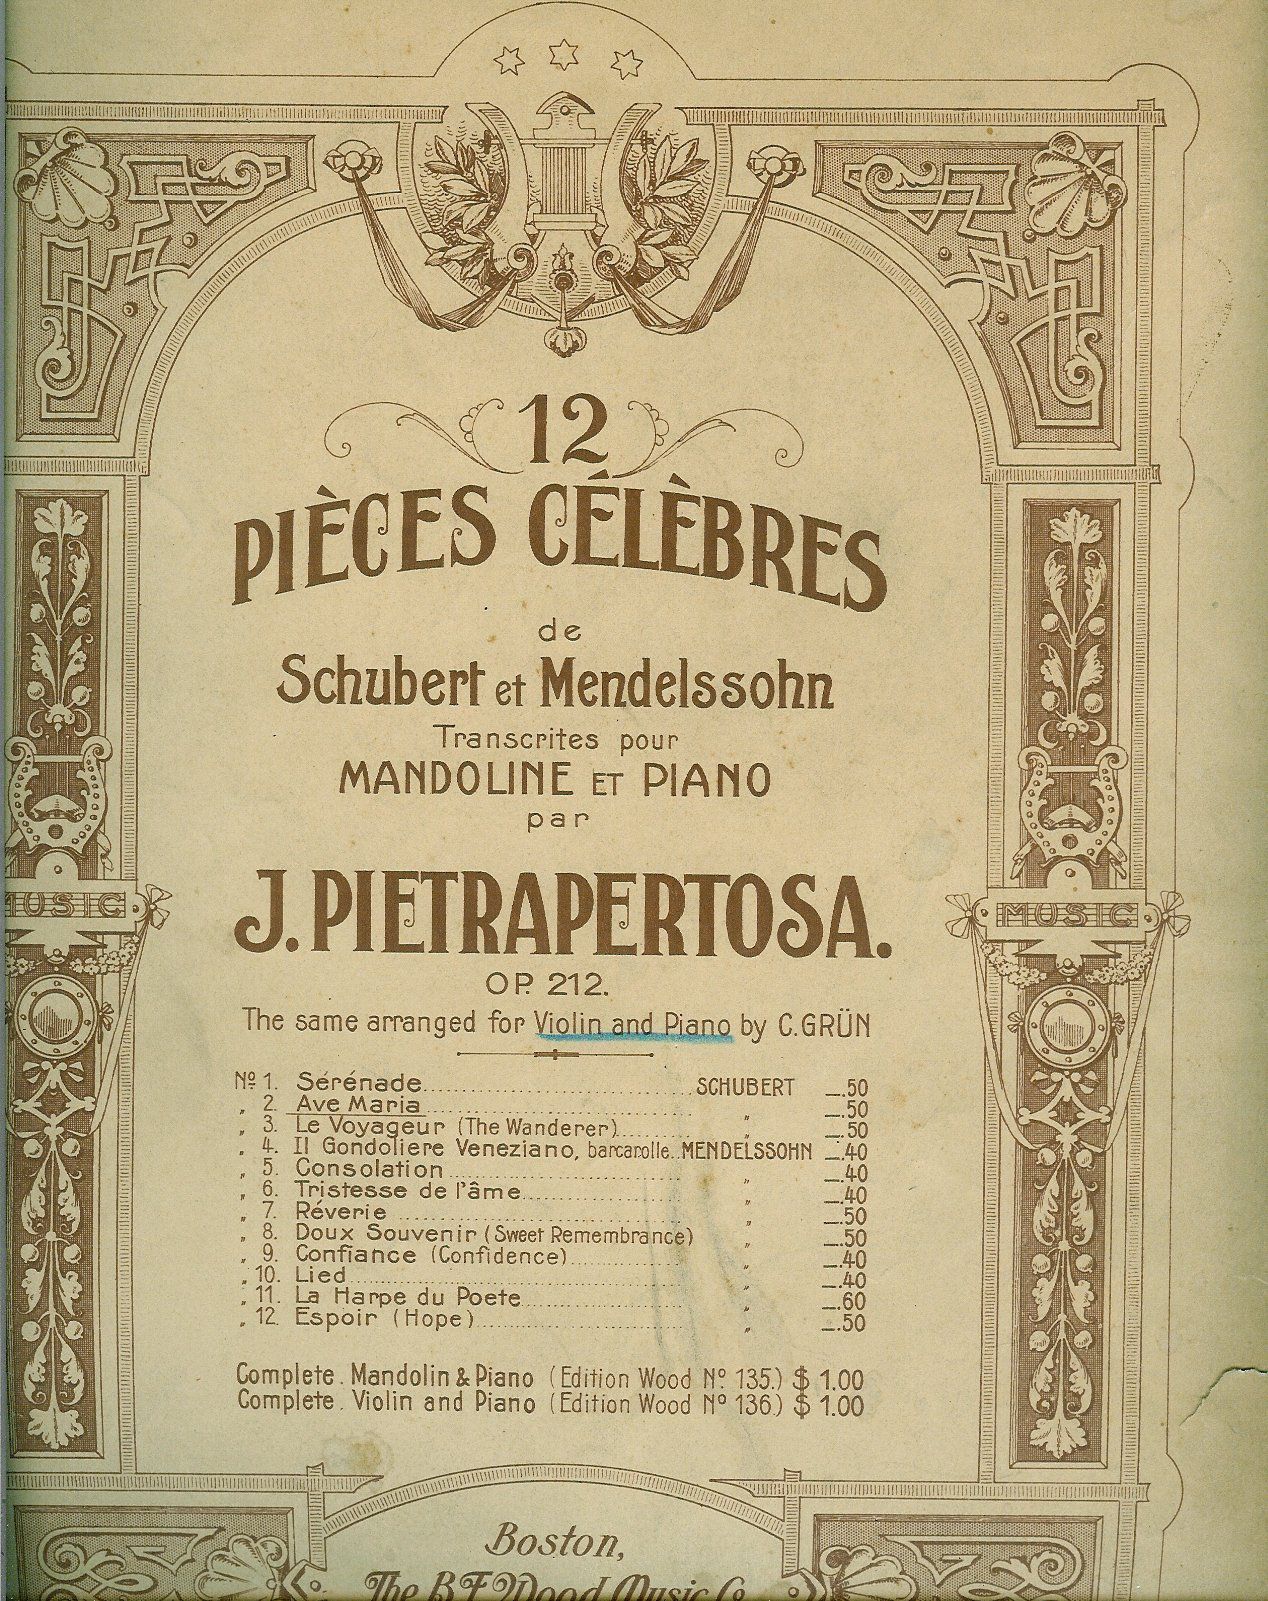 12
PIÈCES CÉLÈBRES
de
Schubert et Mendelssohn
Transcrites pour
MANDOLINE ET PIANO
par
J. PIETRAPERTOSA.
OP. 212.
The same arranged for Violin and Piano by C. GRÜN
No. 1. Sérénade SCHUBERT —.50
„ 2. Ave Maria „ —.50
„ 3. Le Voyageur (The Wanderer) „ —.50
„ 4. Il Gondoliere Veneziano, barcarolle. MENDELSSOHN —.40
„ 5. Consolation „ —.40
„ 6. Tristesse de l'âme „ —.40
„ 7. Réverie „ —.50
„ 8. Doux Souvenir (Sweet Remembrance) „ —.50
„ 9. Confiance (Confidence) „ —.40
„ 10. Lied „ —.40
„ 11. La Harpe du Poete „ —.60
„ 12. Espoir (Hope) „ —.50
Complete. Mandolin & Piano (Edition Wood No. 135.) $ 1.00
Complete. Violin and Piano (Edition Wood No 136.) $ 1.00
MUSIC
MUSIC
Boston,
The B F Wood Music Co